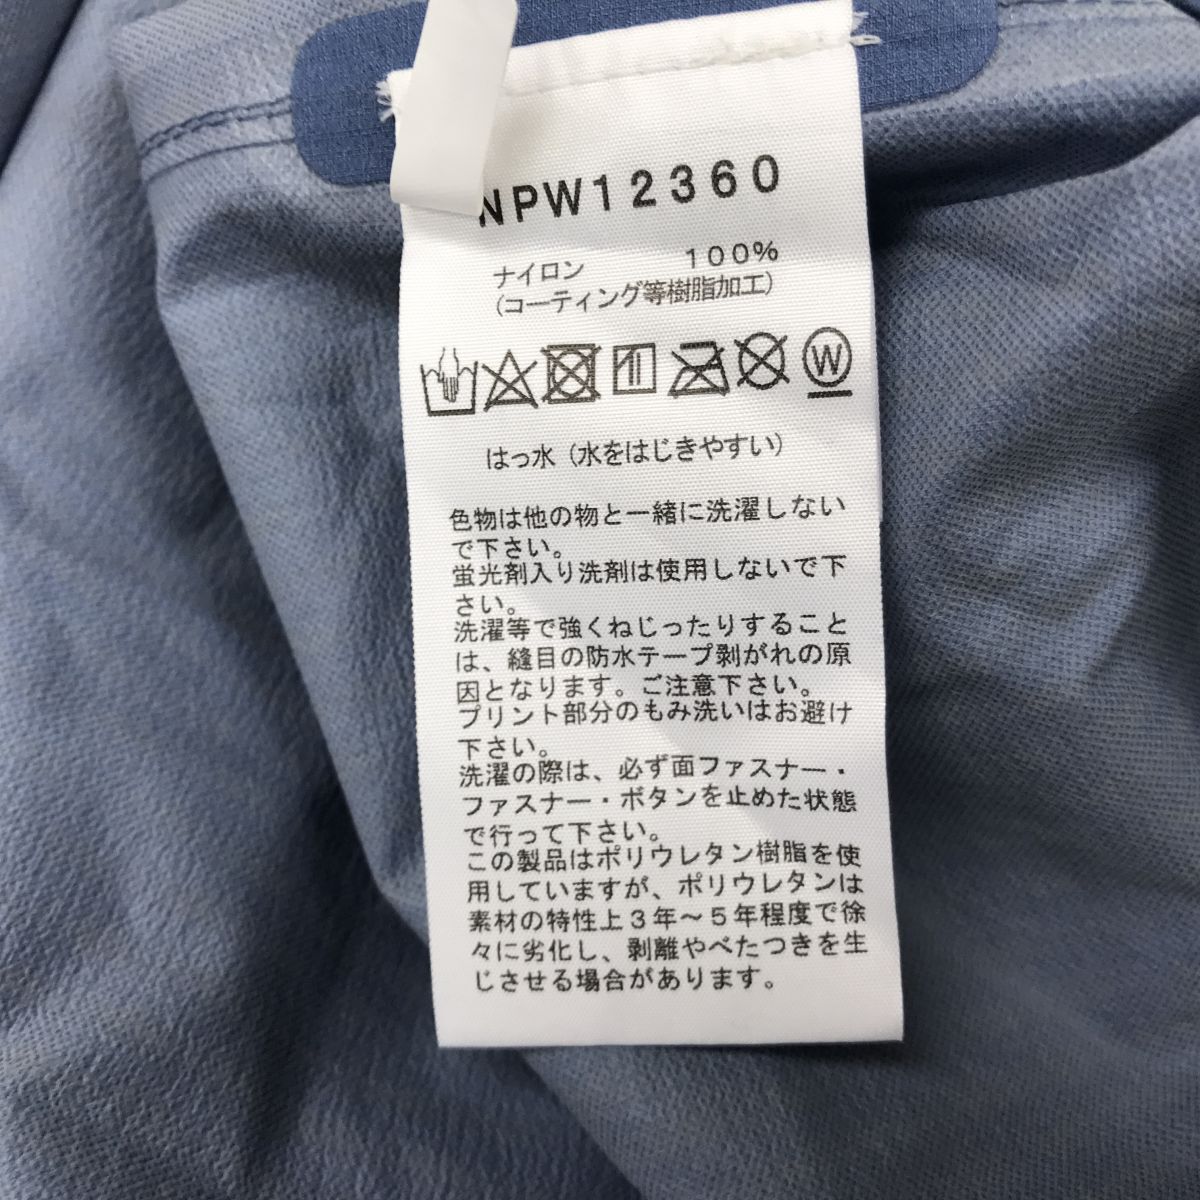 NPW12360
ナイロン 100%
(コーティング等樹脂加工)
W
はっ水（水をはじきやすい）
色物は他の物と一緒に洗濯しない
で下さい。
蛍光剤入り洗剤は使用しないで下
さい。
洗濯等で強くねじったりすること
は、縫目の防水テープ剥がれの原
因となります。ご注意下さい。
プリント部分のもみ洗いはお避け
下さい。
洗濯の際は、必ず面ファスナー・
ファスナー・ボタンを止めた状態
で行って下さい。
この製品はポリウレタン樹脂を使
用していますが、ポリウレタンは
素材の特性上３年～５年程度で徐
々に劣化し、剥離やべたつきを生
じさせる場合があります。